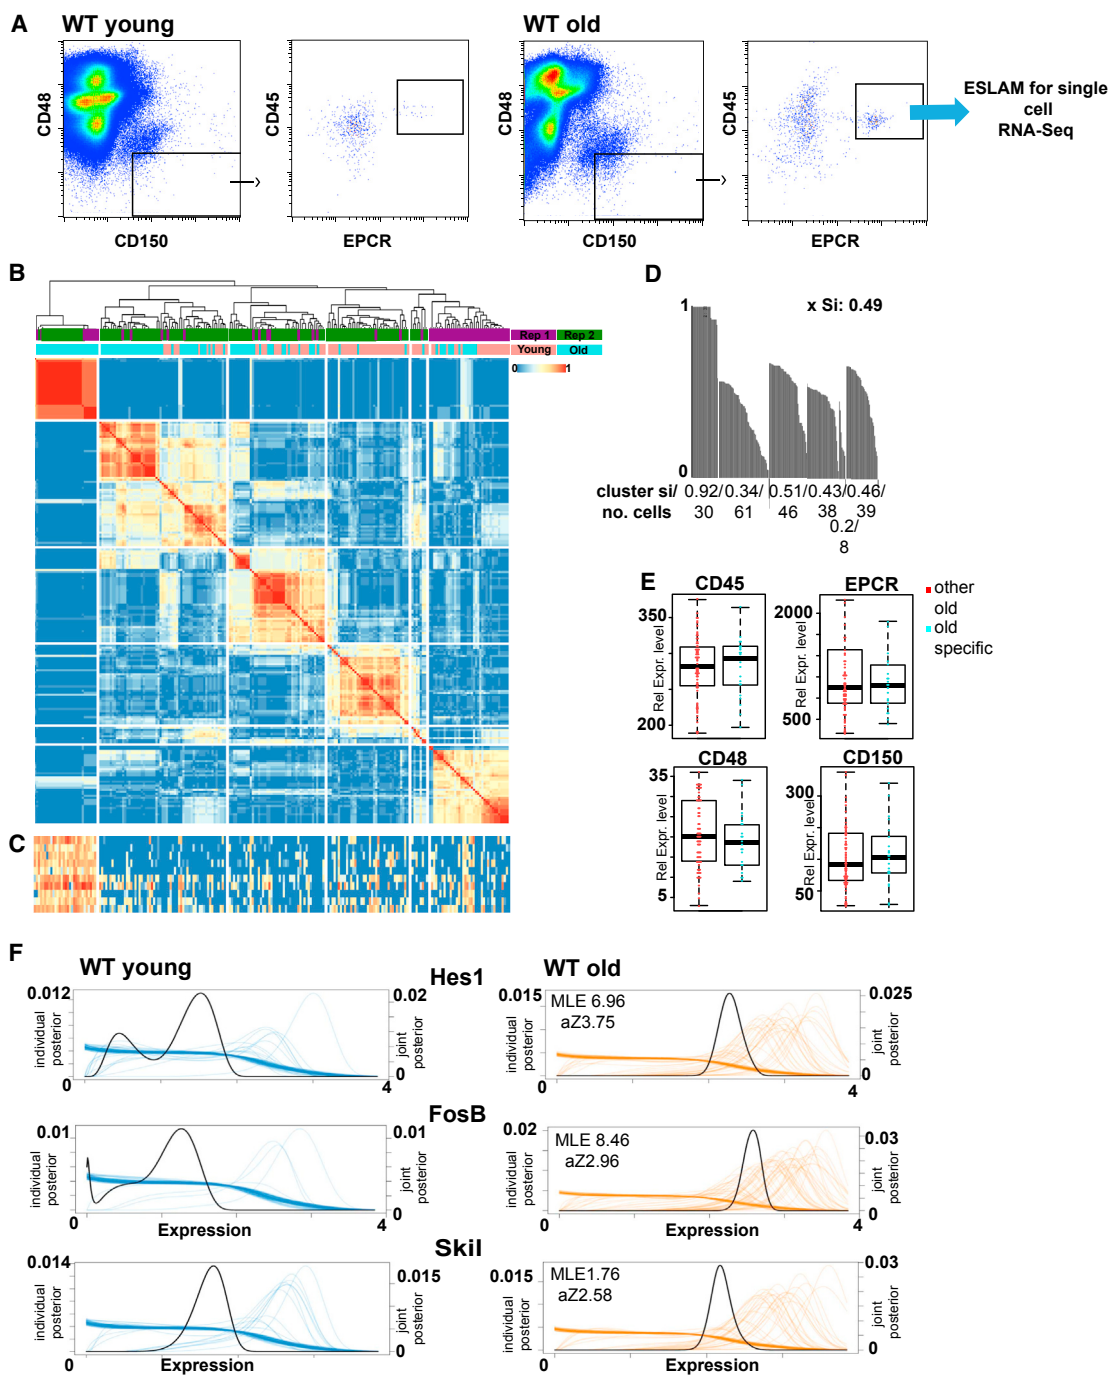 A
WT young
WT old
CD48
CD45
CD48
CD45
CD150
EPCR
CD150
EPCR
ESLAM for single
cell
RNA-Seq
B
Rep 1 Rep 2
Young Old
0 1
C
D
1
x Si: 0.49
0
cluster si/ 0.92/ 0.34/ 0.51/ 0.43/ 0.46/
no. cells 30 61 46 38 39
0.2/
8
E
CD45
EPCR
350
200
Rel Expr. level
2000
500
Rel Expr. level
other
old
old
specific
CD48
CD150
35
5
Rel Expr. level
300
50
Rel Expr. level
F
WT young
WT old
Hes1
0.012
0.02
individual
posterior
joint
posterior
0
0
4
0.015
0.025
MLE 6.96
aZ3.75
individual
posterior
joint
posterior
0
0
4
FosB
0.01
0.01
individual
posterior
joint
posterior
0
0
4
Expression
0.02
0.03
MLE 8.46
aZ2.96
individual
posterior
joint
posterior
0
0
4
Expression
Skil
0.014
0.015
individual
posterior
joint
posterior
0
0
4
Expression
0.015
0.03
MLE1.76
aZ2.58
individual
posterior
joint
posterior
0
0
4
Expression